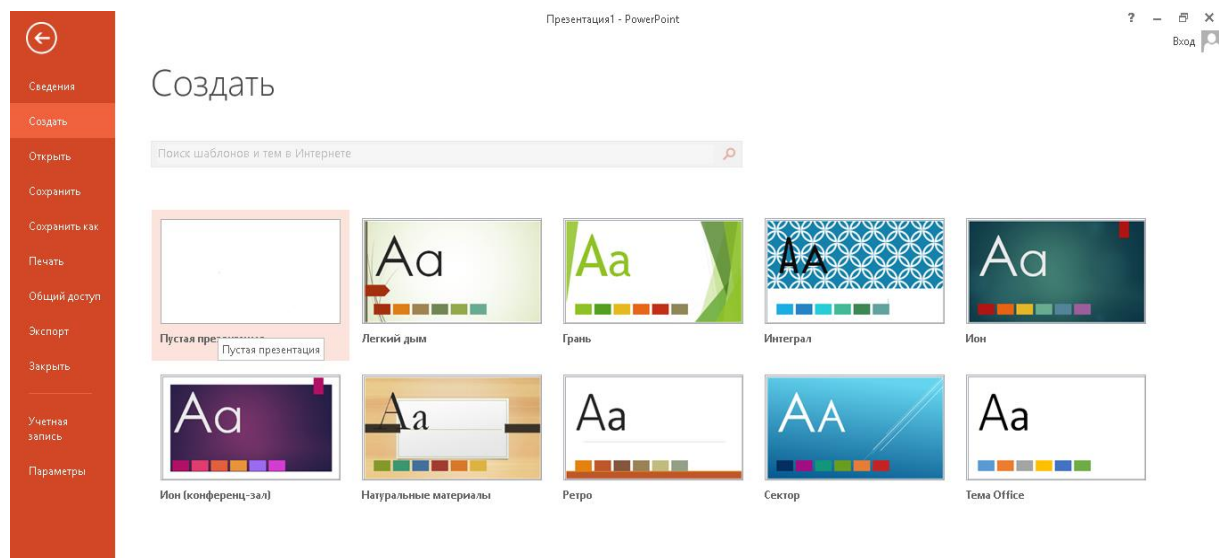 Презентация1 - PowerPoint
?
Вход
Сведения
Создать
Открыть
Сохранить
Сохранить как
Печать
Общий доступ
Экспорт
Закрыть
Учетная
запись
Параметры
Создать
Поиск шаблонов и тем в Интернете
Aa
Aa
Aa
Aa
Пустая
Легкий дым
Грань
Интеграл
Ион
Пустая презентация
Aa
Aa
Aa
Aa
Aa
Ион (конференц-зал)
Натуральные материалы
Ретро
Сектор
Тема Office